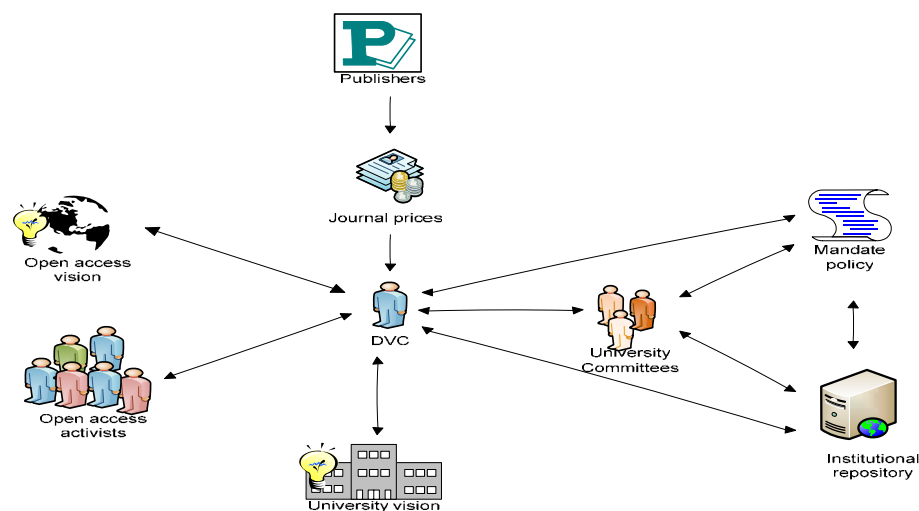 P
Publishers
Journal prices
Open access
vision
Mandate
policy
DVC
University
Committees
Open access
activists
Institutional
repository
University vision